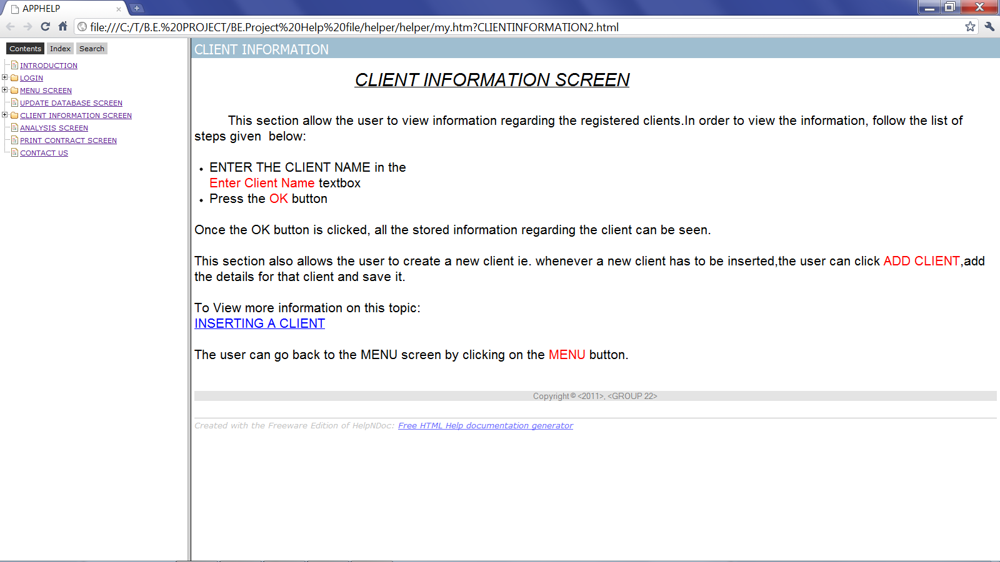 APPHELP
file:///C:/T/B.E.%20PROJECT/BE.Project%20Help%20file/helper/helper/my.htm?CLIENTINFORMATION2.html
Contents Index Search
INTRODUCTION
LOGIN
MENU SCREEN
UPDATE DATABASE SCREEN
CLIENT INFORMATION SCREEN
ANALYSIS SCREEN
PRINT CONTRACT SCREEN
CONTACT US
CLIENT INFORMATION
CLIENT INFORMATION SCREEN
This section allow the user to view information regarding the registered clients.In order to view the information, follow the list of
steps given  below:
• ENTER THE CLIENT NAME in the
Enter Client Name textbox
• Press the OK button
Once the OK button is clicked, all the stored information regarding the client can be seen.
This section also allows the user to create a new client ie. whenever a new client has to be inserted,the user can click ADD CLIENT,add
the details for that client and save it.
To View more information on this topic:
INSERTING A CLIENT
The user can go back to the MENU screen by clicking on the MENU button.
Copyright © <2011>, <GROUP 22>
Created with the Freeware Edition of HelpNDoc: Free HTML Help documentation generator